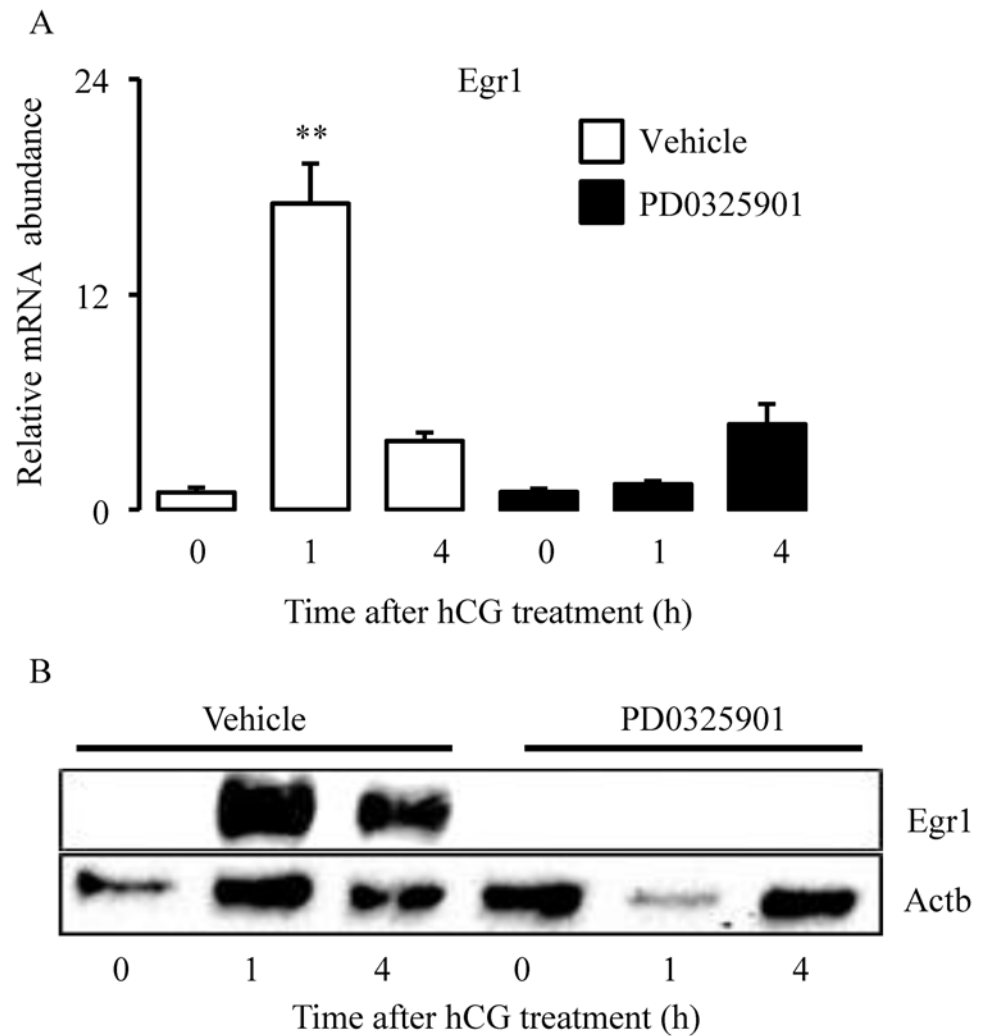 A
Egr1
24
**
Vehicle
PD0325901
12
0
Relative mRNA abundance
0 1 4 0 1 4
Time after hCG treatment (h)
B
Vehicle PD0325901
Egr1
Actb
0 1 4 0 1 4
Time after hCG treatment (h)